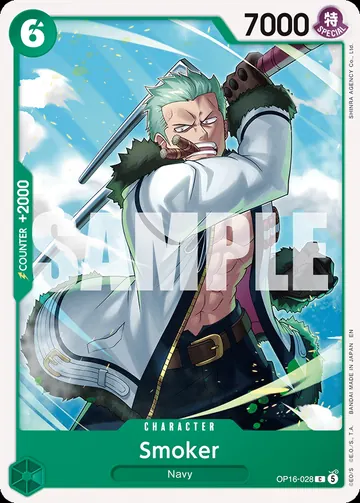 6
7000
特
SPECIAL
SHINRA AGENCY Co., Ltd.
COUNTER +2000
SAMPLE
CHARACTER
Smoker
Navy
OP16-028 C 5
©E.O./S. ©E.O./S., T.A. BANDAI MADE IN JAPAN EN